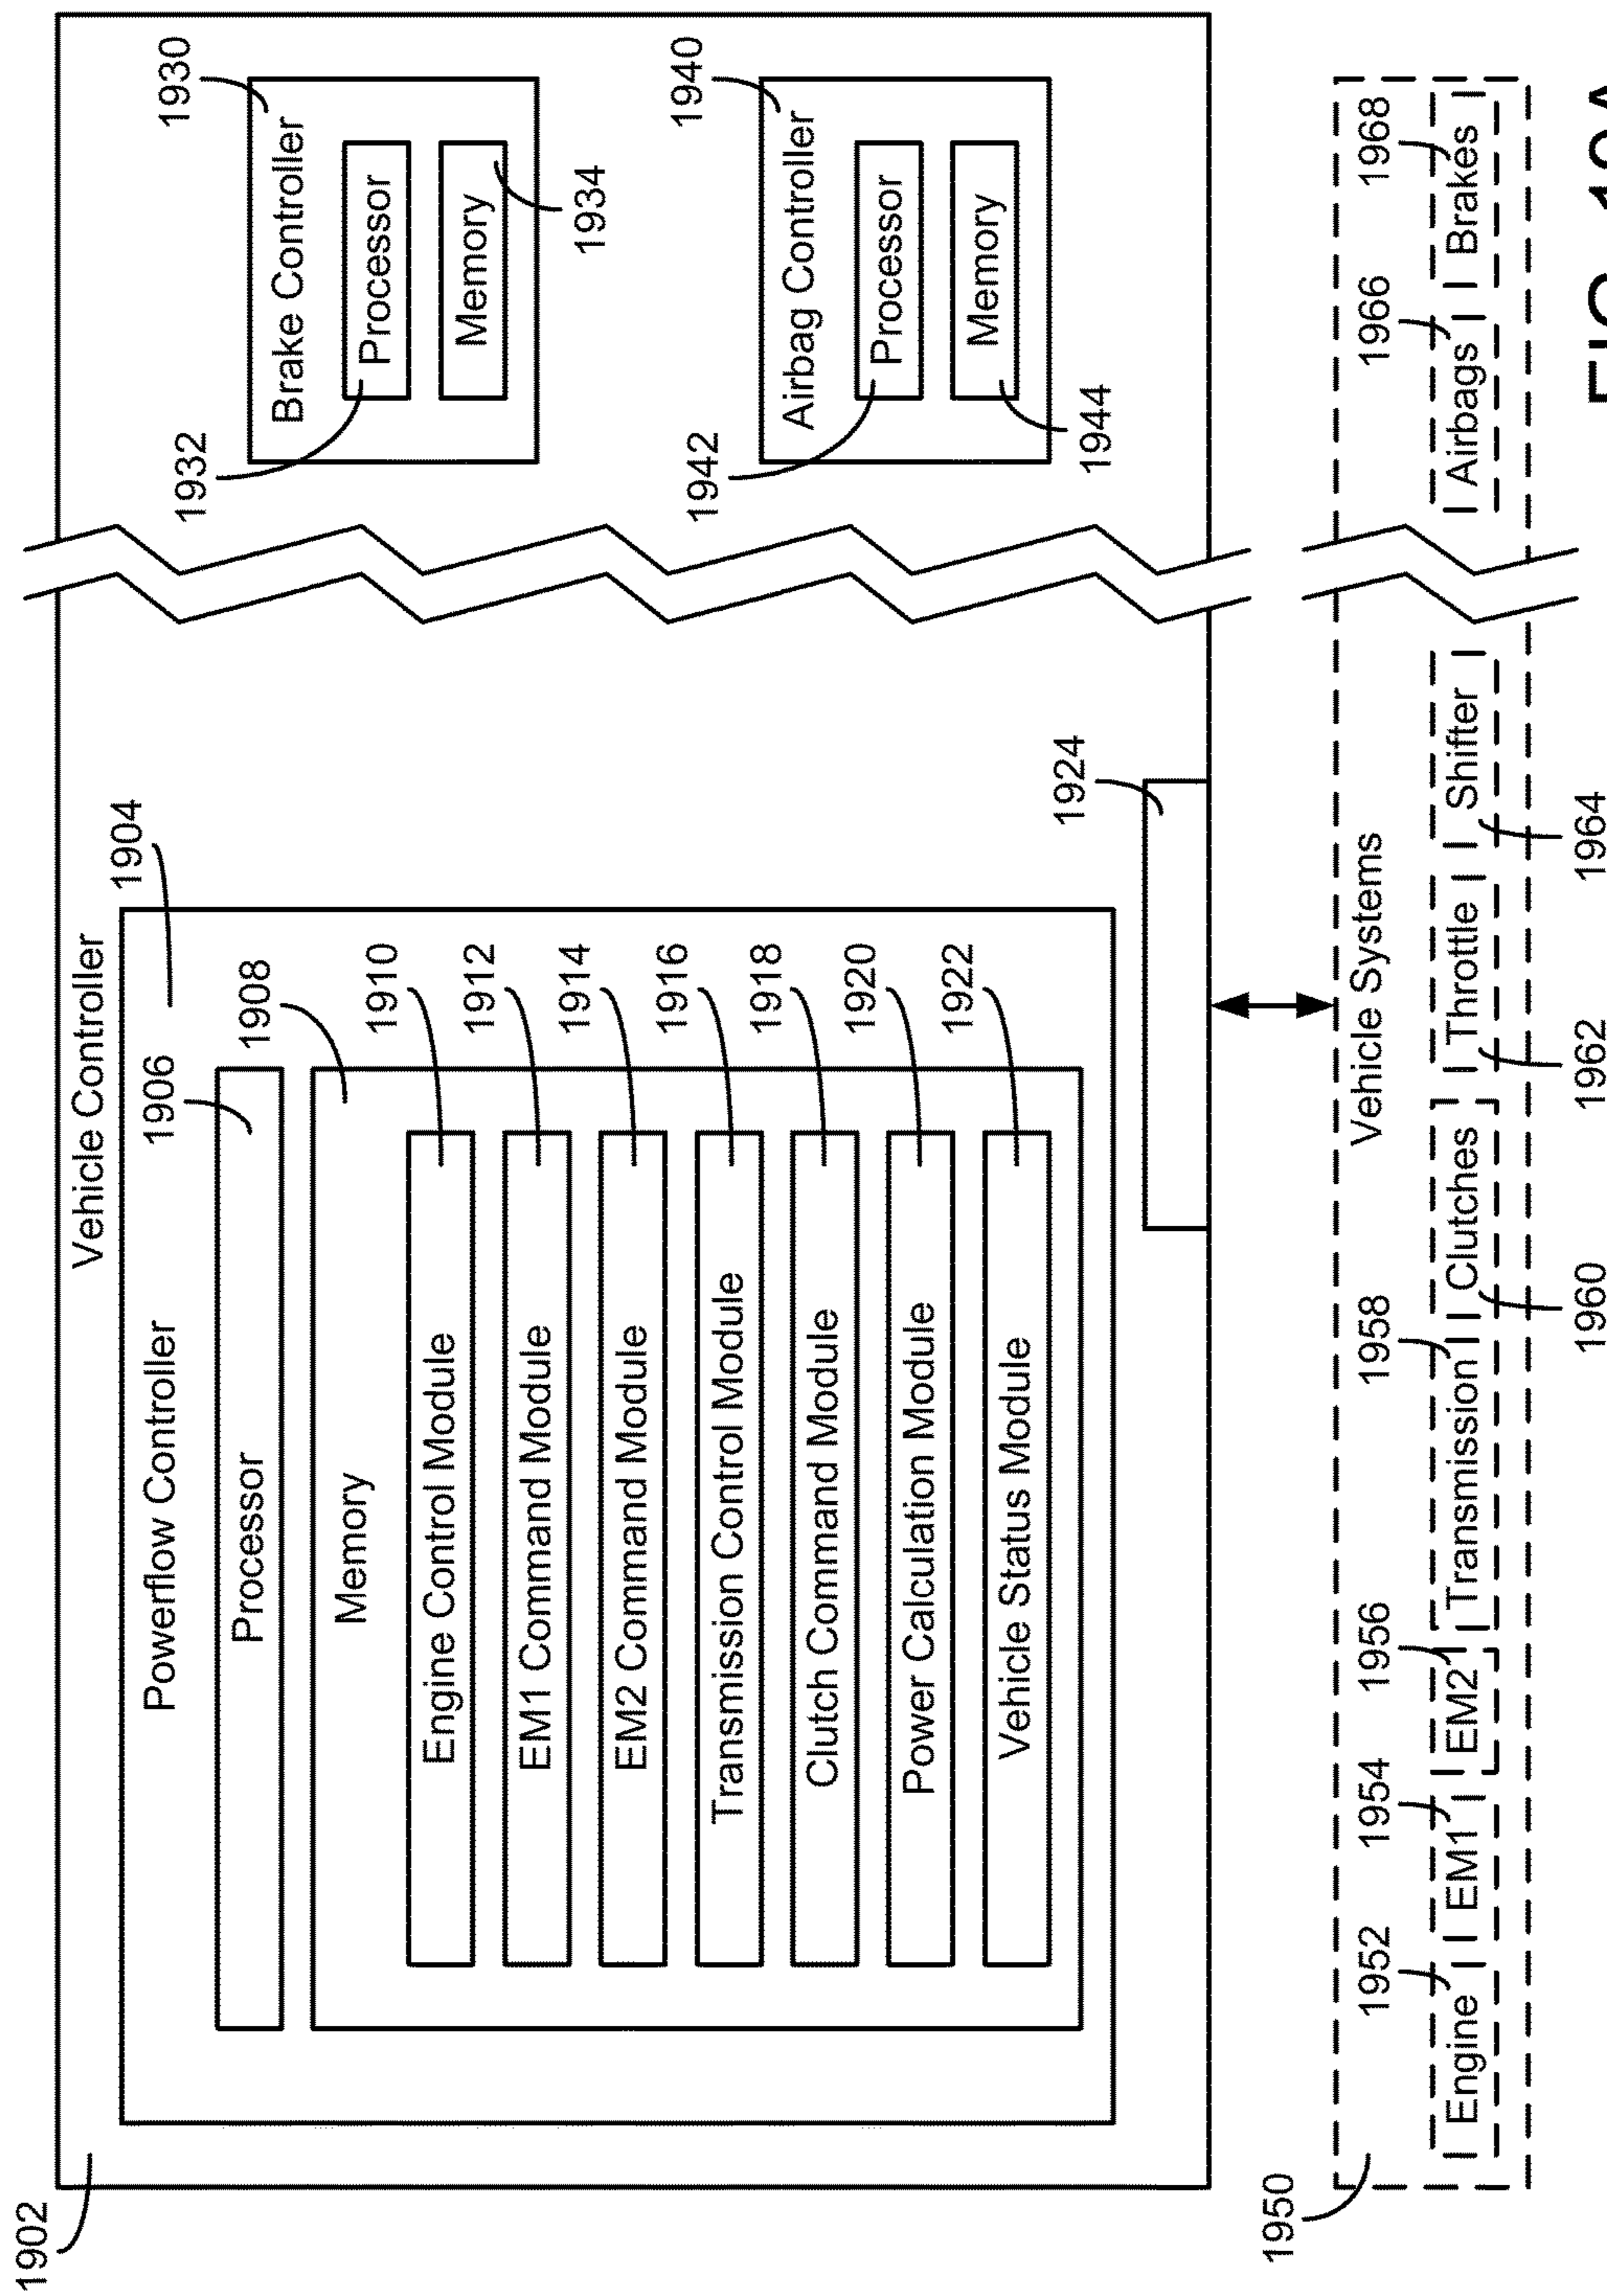 1902
Vehicle Controller
1904
Powerflow Controller
1906
Processor
1908
Memory
1910
Engine Control Module
1912
EM1 Command Module
1914
EM2 Command Module
1916
Transmission Control Module
1918
Clutch Command Module
1920
Power Calculation Module
1922
Vehicle Status Module
1924
1930
Brake Controller
1932
Processor
Memory
1934
1940
Airbag Controller
1942
Processor
Memory
1944
1950
Vehicle Systems
1952
1954
1956
1958
1966
1968
Engine
EM1
EM2
Transmission
Clutches
Throttle
Shifter
Airbags
Brakes
1960
1962
1964